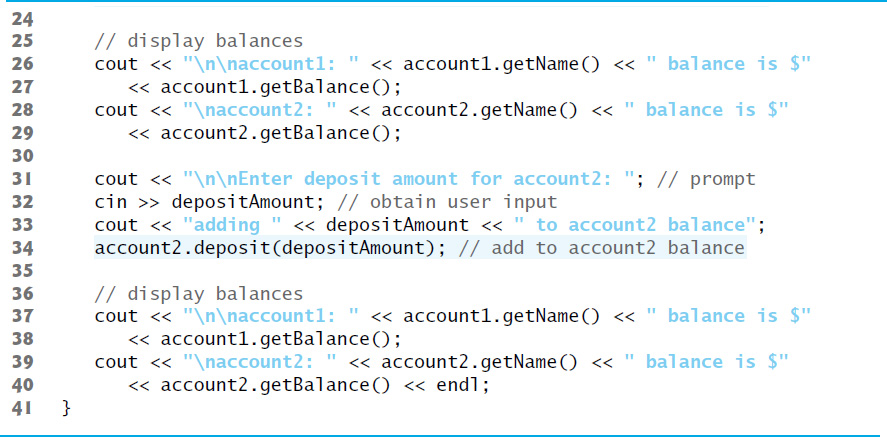 24
25 // display balances
26 cout << "\n\naccount1: " << account1.getName() << " balance is $"
27 << account1.getBalance();
28 cout << "\naccount2: " << account2.getName() << " balance is $"
29 << account2.getBalance();
30
31 cout << "\n\nEnter deposit amount for account2: "; // prompt
32 cin >> depositAmount; // obtain user input
33 cout << "adding " << depositAmount << " to account2 balance";
34 account2.deposit(depositAmount); // add to account2 balance
35
36 // display balances
37 cout << "\n\naccount1: " << account1.getName() << " balance is $"
38 << account1.getBalance();
39 cout << "\naccount2: " << account2.getName() << " balance is $"
40 << account2.getBalance() << endl;
41 }